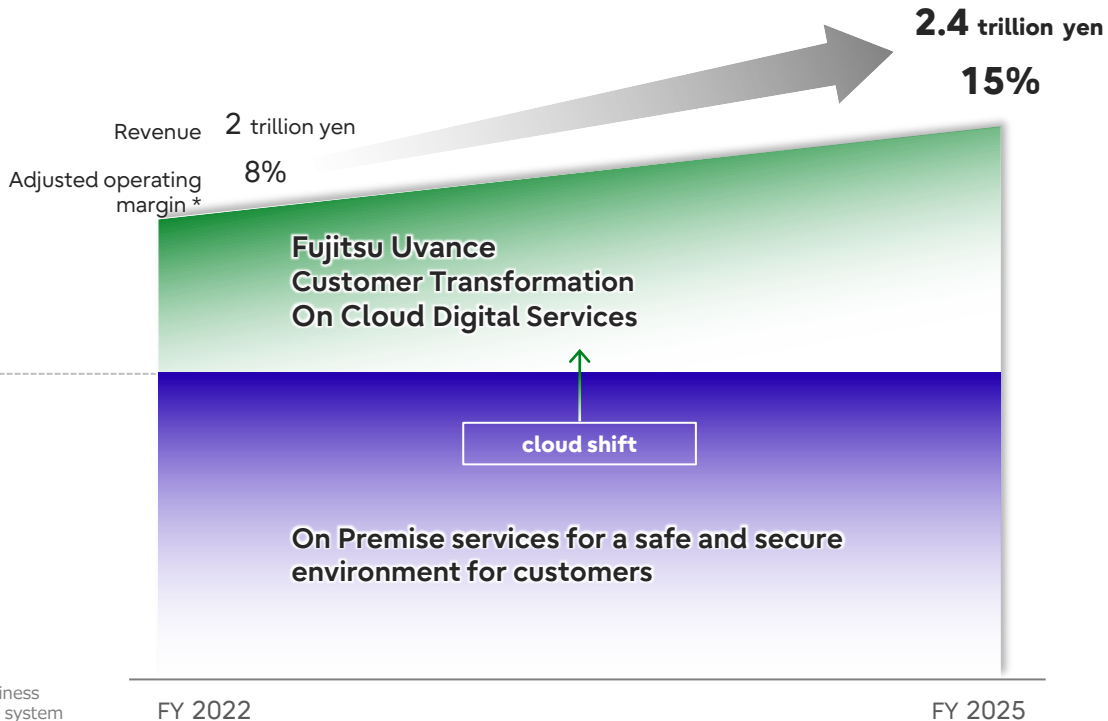 2.4 trillion yen
15%
Revenue 2 trillion yen
Adjusted operating
margin *
8%
Fujitsu Uvance
Customer Transformation
On Cloud Digital Services
cloud shift
On Premise services for a safe and secure
environment for customers
iness
system
FY 2022
FY 2025